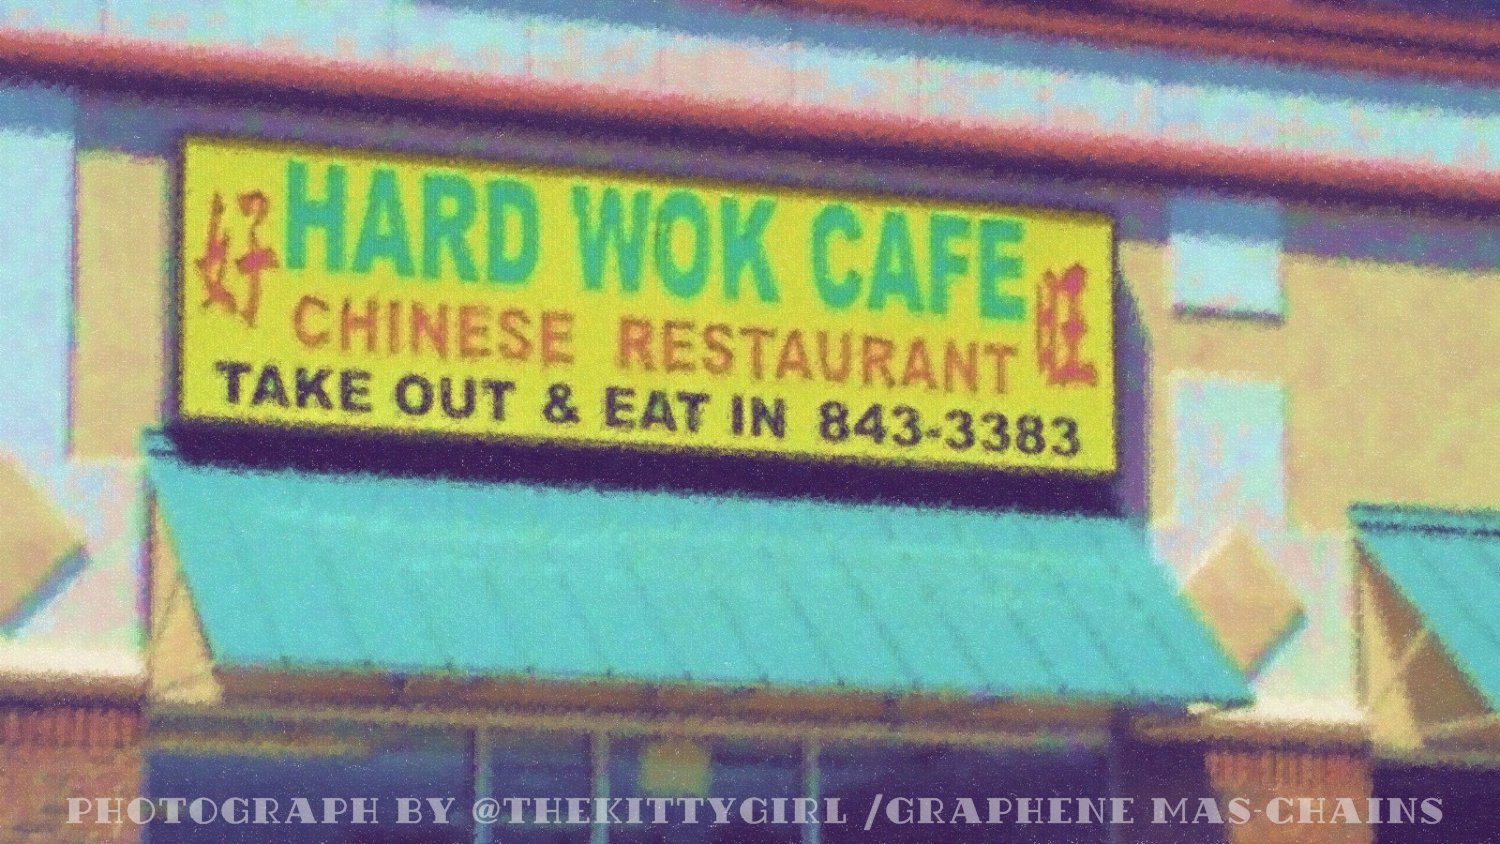 好 HARD WOK CAFE 旺
CHINESE RESTAURANT
TAKE OUT & EAT IN 843-3383
PHOTOGRAPH BY @THEKITTYGIRL /GRAPHENE MAS-CHAINS